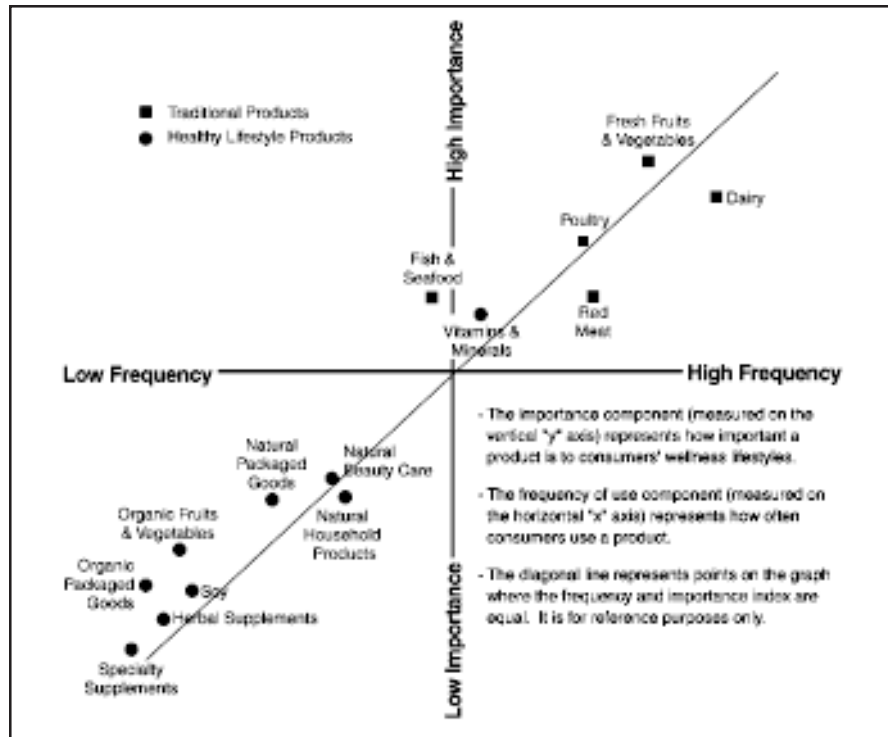 High Importance
Traditional Products
Healthy Lifestyle Products
Fresh Fruits
& Vegetables
Dairy
Poultry
Fish &
Seafood
Vitamins &
Minerals
Red
Meat
Low Frequency
High Frequency
- The importance component (measured on the
vertical "y" axis) represents how important a
product is to consumers' wellness lifestyles.
- The frequency of use component (measured on
the horizontal "x" axis) represents how often
consumers use a product.
- The diagonal line represents points on the graph
where the frequency and importance index are
equal. It is for reference purposes only.
Natural
Packaged
Goods
Natural
Beauty Care
Natural
Household
Products
Organic Fruits
& Vegetables
Organic
Packaged
Goods
Soy
Herbal Supplements
Specialty
Supplements
Low Importance